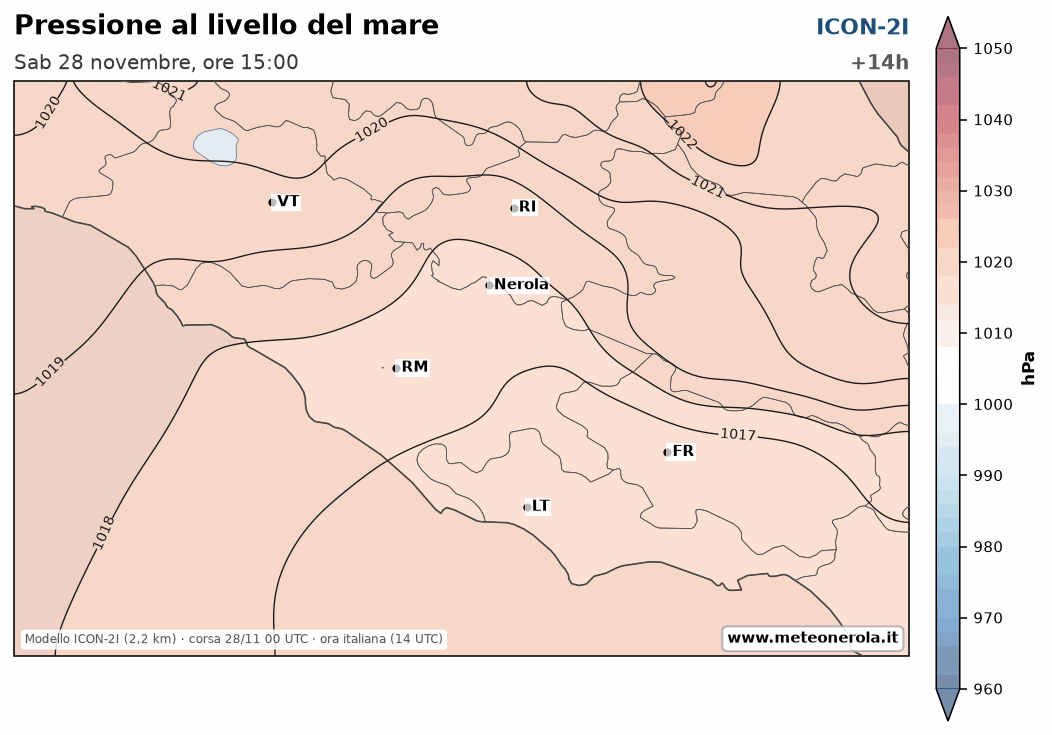 Pressione al livello del mare
ICON-2I
Sab 28 novembre, ore 15:00
+14h
1020
1021
1020
1022
1021
VT
RI
Nerola
1019
RM
1017
FR
1018
LT
Modello ICON-2I (2,2 km) · corsa 28/11 00 UTC · ora italiana (14 UTC)
www.meteonerola.it
1050
1040
1030
1020
1010
1000
990
980
970
960
hPa